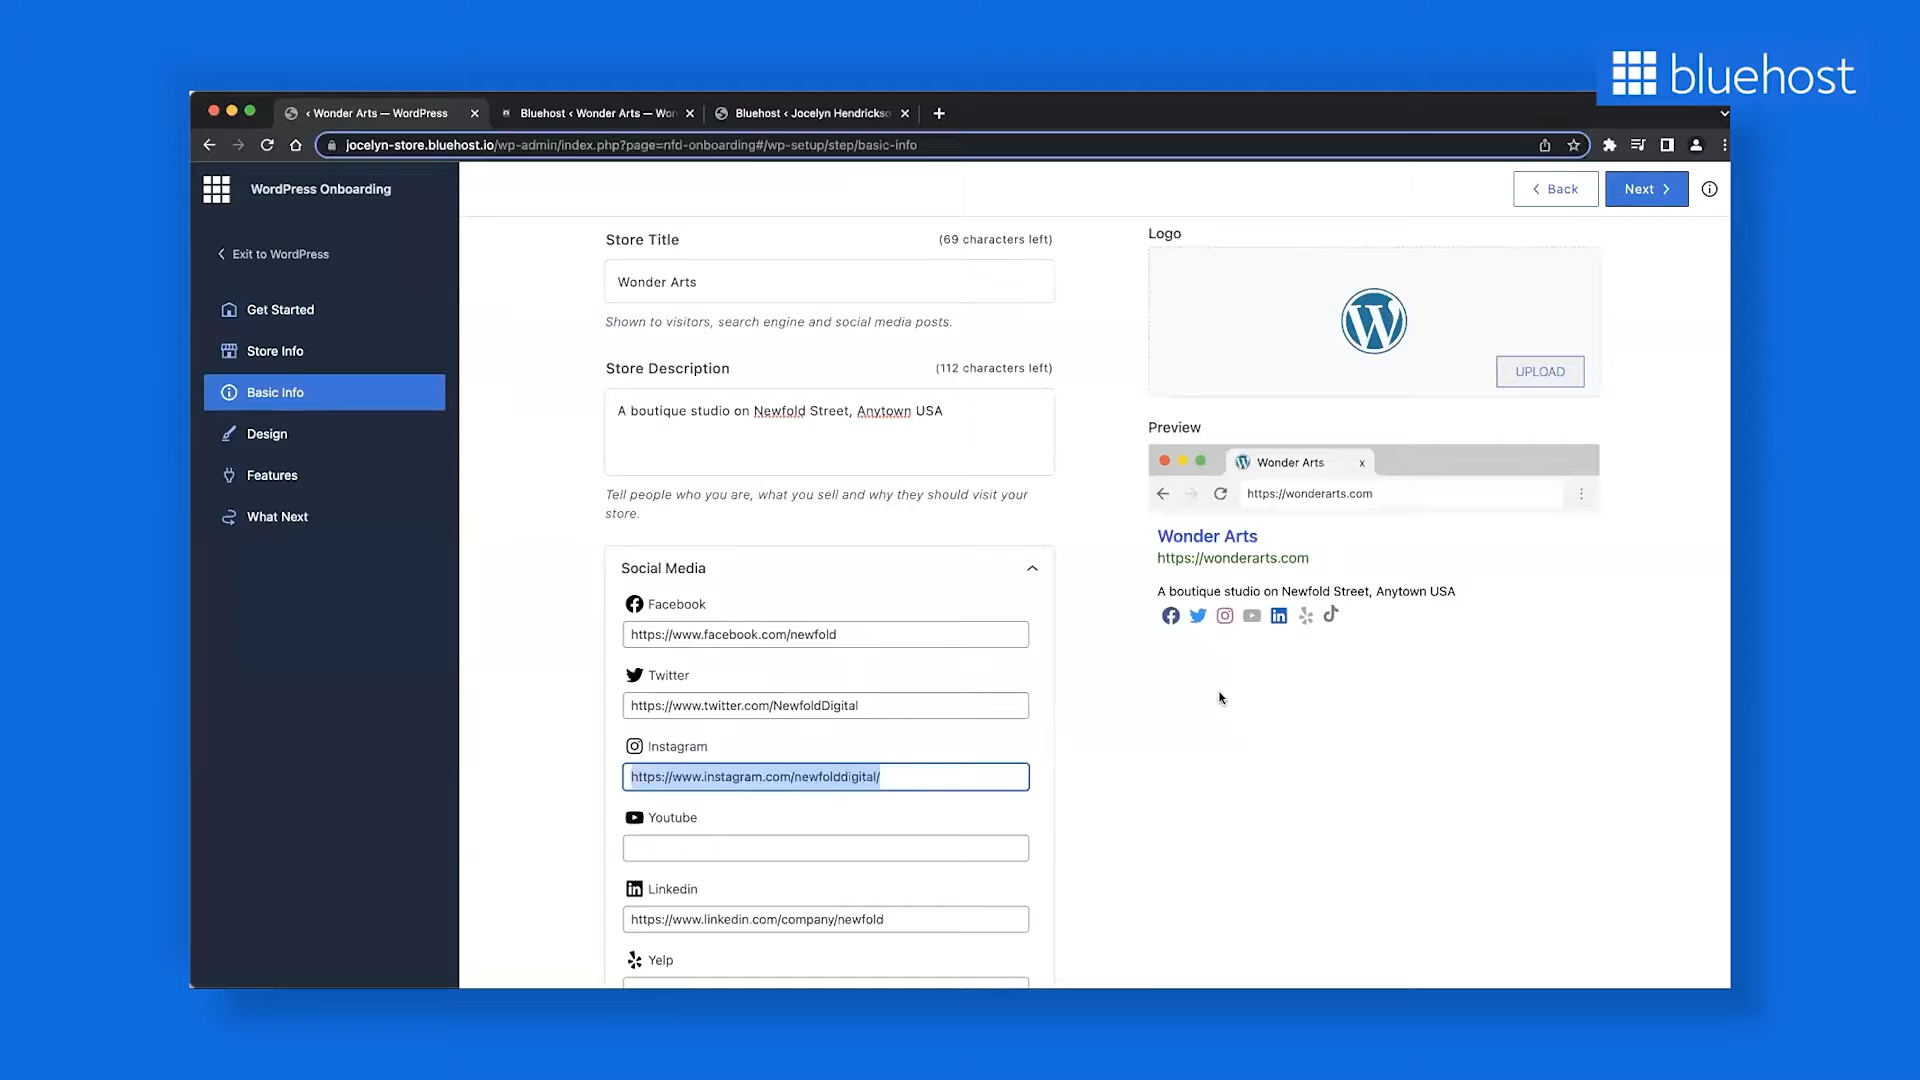 bluehost
< Wonder Arts — WordPress
Bluehost < Wonder Arts — Wor
Bluehost < Jocelyn Hendrickso
jocelyn-store.bluehost.io/wp-admin/index.php?page=nfd-onboarding#/wp-setup/step/basic-info
WordPress Onboarding
Back
Next
Exit to WordPress
Get Started
Store Info
Basic Info
Design
Features
What Next
Store Title
(69 characters left)
Wonder Arts
Shown to visitors, search engine and social media posts.
Store Description
(112 characters left)
A boutique studio on Newfold Street, Anytown USA
Tell people who you are, what you sell and why they should visit your
store.
Social Media
Facebook
https://www.facebook.com/newfold
Twitter
https://www.twitter.com/NewfoldDigital
Instagram
https://www.instagram.com/newfolddigital/
Youtube
Linkedin
https://www.linkedin.com/company/newfold
Yelp
Logo
UPLOAD
Preview
Wonder Arts x
https://wonderarts.com
Wonder Arts
https://wonderarts.com
A boutique studio on Newfold Street, Anytown USA